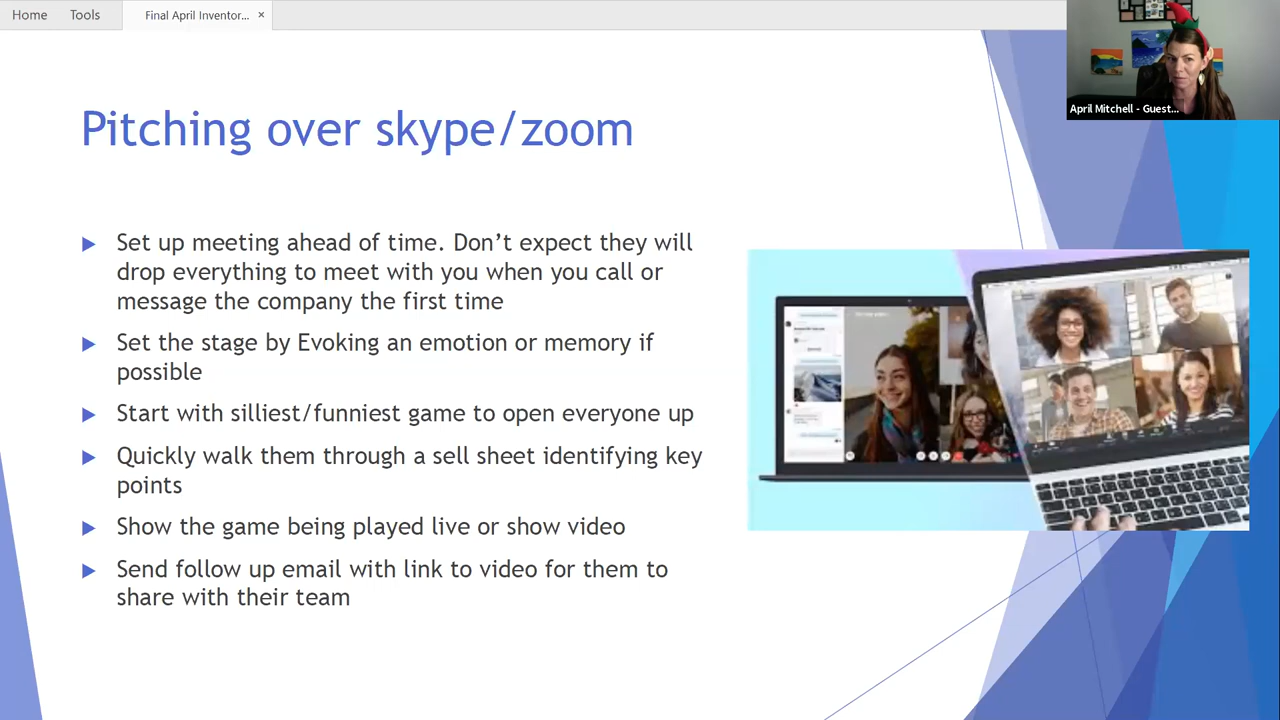 Home Tools Final April Inventor... ×
April Mitchell - Guest...
Pitching over skype/zoom
Set up meeting ahead of time. Don’t expect they will
drop everything to meet with you when you call or
message the company the first time
Set the stage by Evoking an emotion or memory if
possible
Start with silliest/funniest game to open everyone up
Quickly walk them through a sell sheet identifying key
points
Show the game being played live or show video
Send follow up email with link to video for them to
share with their team